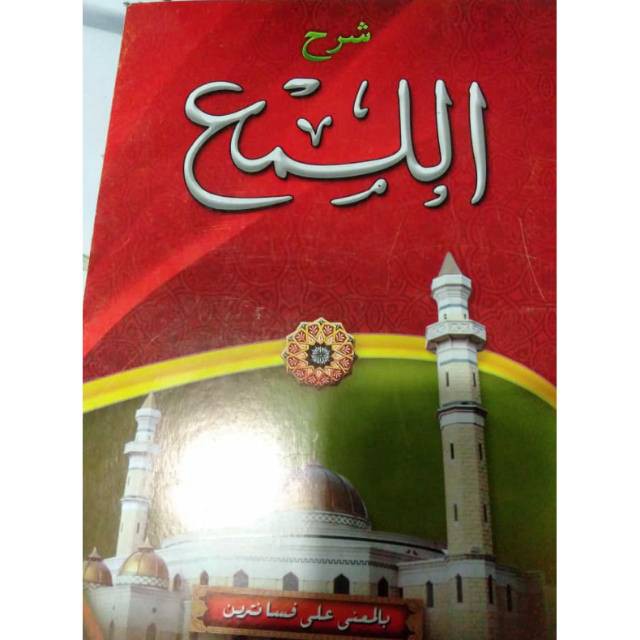 شرح
اللمع
بالمعنى على فسانترين